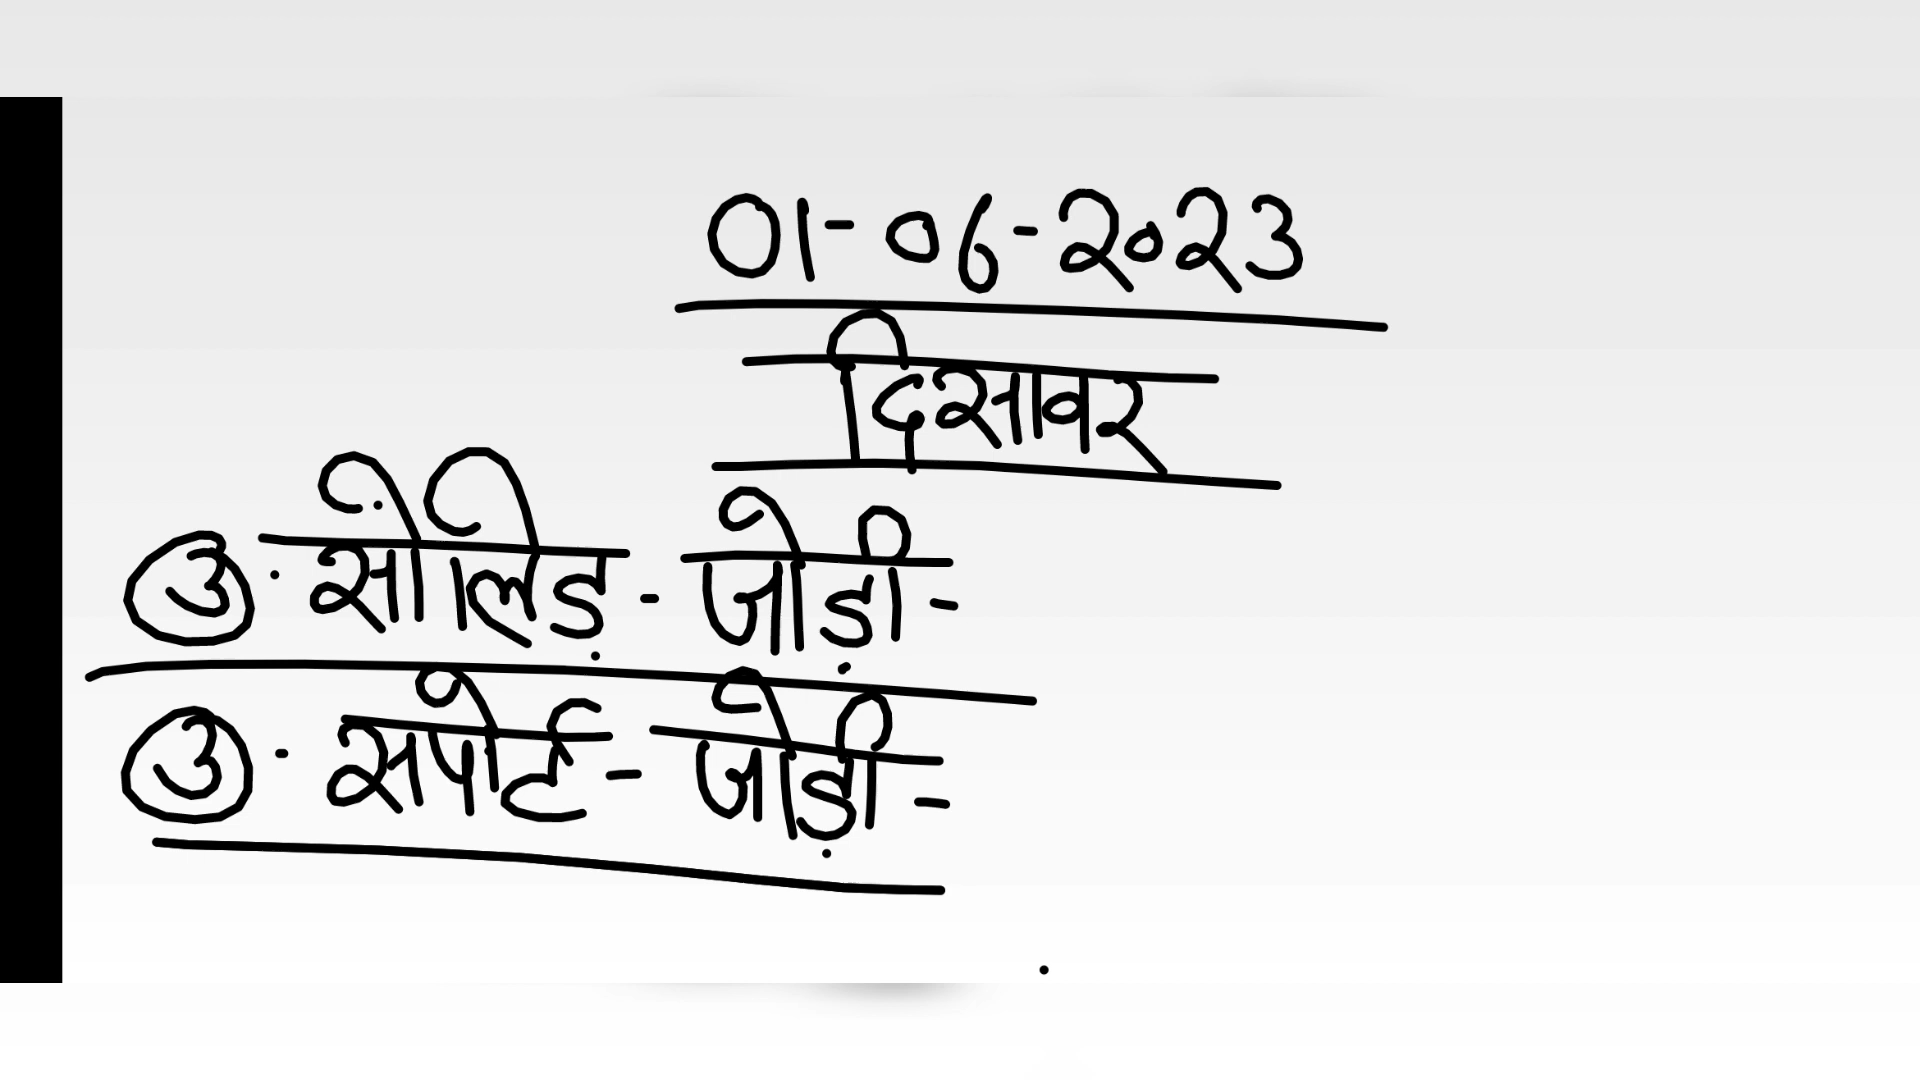 01-06-2023
दिसावर
③. सोलिड़ - जोड़ी -
③. सपोर्ट - जोड़ी -